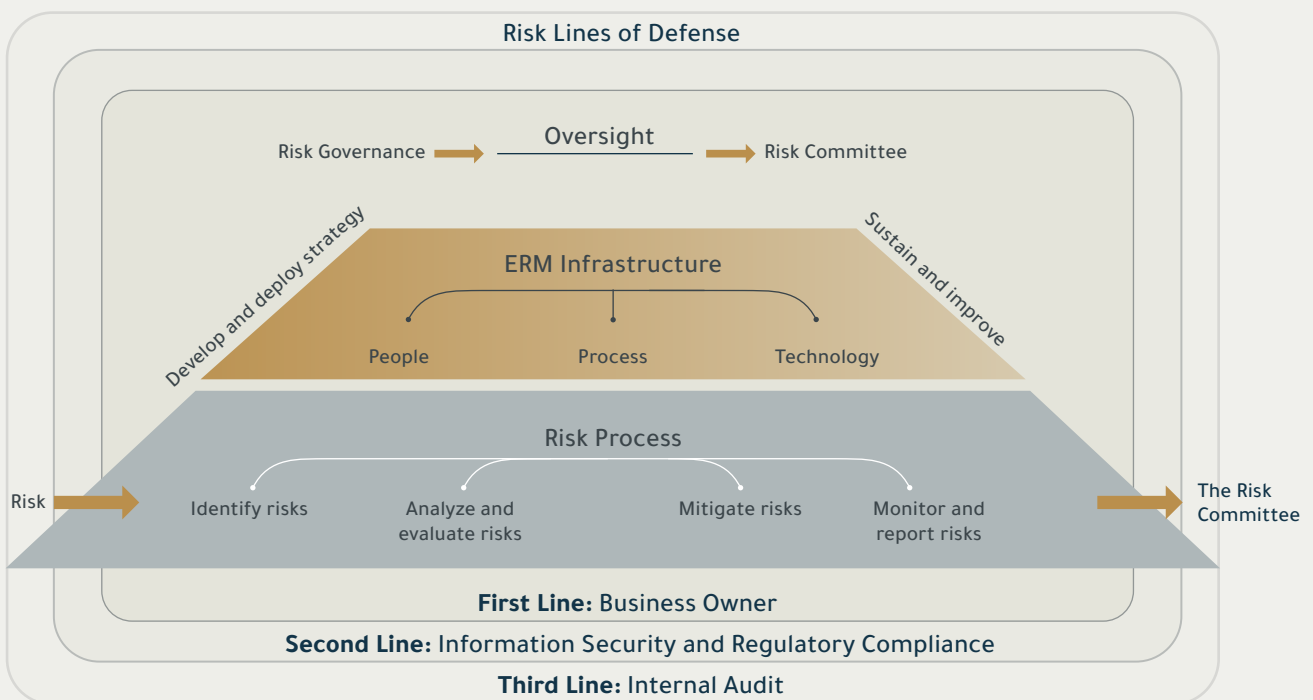 Risk Lines of Defense
Oversight
Risk Governance
Risk Committee
Develop and deploy strategy
Sustain and improve
ERM Infrastructure
People
Process
Technology
Risk Process
Risk
Identify risks
Analyze and
evaluate risks
Mitigate risks
Monitor and
report risks
The Risk
Committee
First Line: Business Owner
Second Line: Information Security and Regulatory Compliance
Third Line: Internal Audit